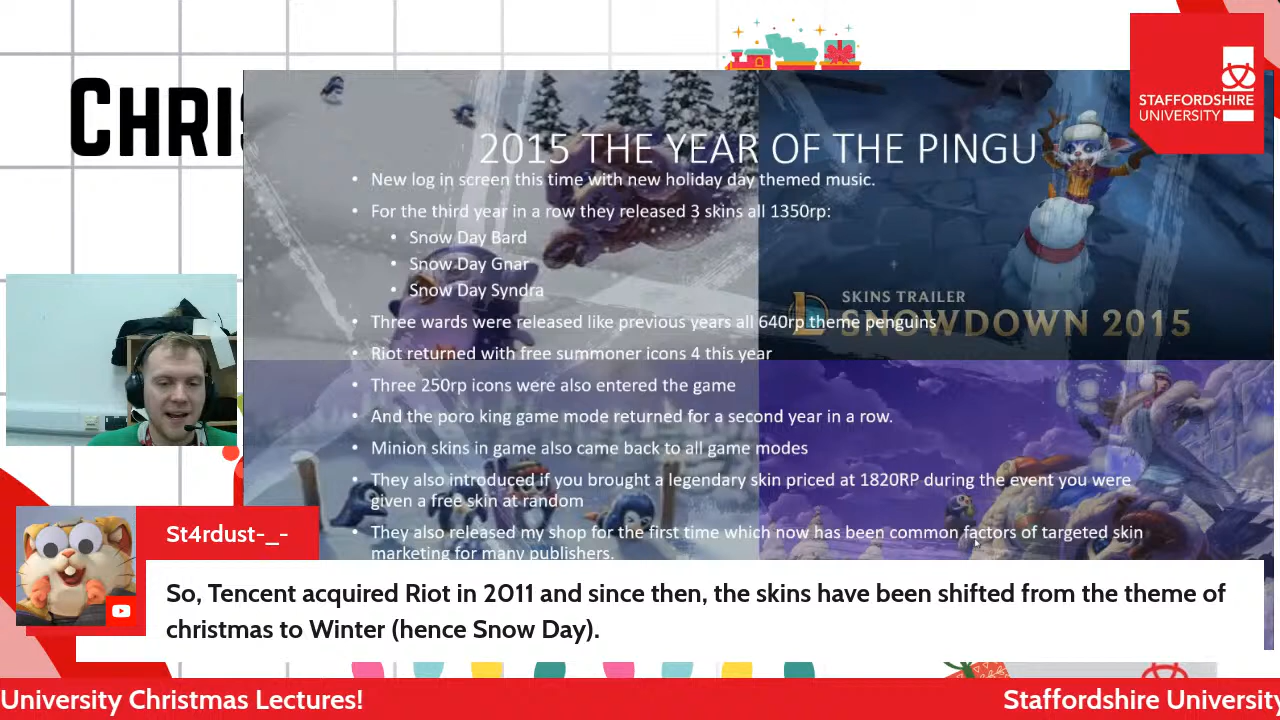 CHRIS
STAFFORDSHIRE
UNIVERSITY
2015 THE YEAR OF THE PINGU
• New log in screen this time with new holiday day themed music.
• For the third year in a row they released 3 skins all 1350rp:
• Snow Day Bard
• Snow Day Gnar
• Snow Day Syndra
SKINS TRAILER
SNOWDOWN 2015
• Three wards were released like previous years all 640rp theme penguins
• Riot returned with free summoner icons 4 this year
• Three 250rp icons were also entered the game
• And the poro king game mode returned for a second year in a row.
• Minion skins in game also came back to all game modes
• They also introduced if you brought a legendary skin priced at 1820RP during the event you were
given a free skin at random
• They also released my shop for the first time which now has been common factors of targeted skin
marketing for many publishers.
St4rdust-_-
So, Tencent acquired Riot in 2011 and since then, the skins have been shifted from the theme of
christmas to Winter (hence Snow Day).
University Christmas Lectures! Staffordshire University